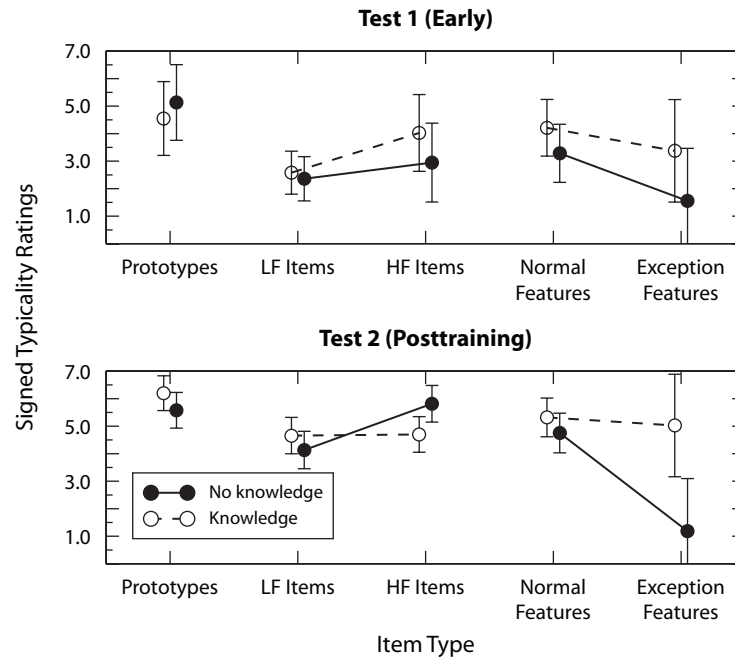 Test 1 (Early)
7.0
5.0
3.0
1.0
Prototypes
LF Items
HF Items
Normal
Features
Exception
Features
Signed Typicality Ratings
Test 2 (Posttraining)
7.0
5.0
3.0
1.0
No knowledge
Knowledge
Prototypes
LF Items
HF Items
Normal
Features
Exception
Features
Item Type